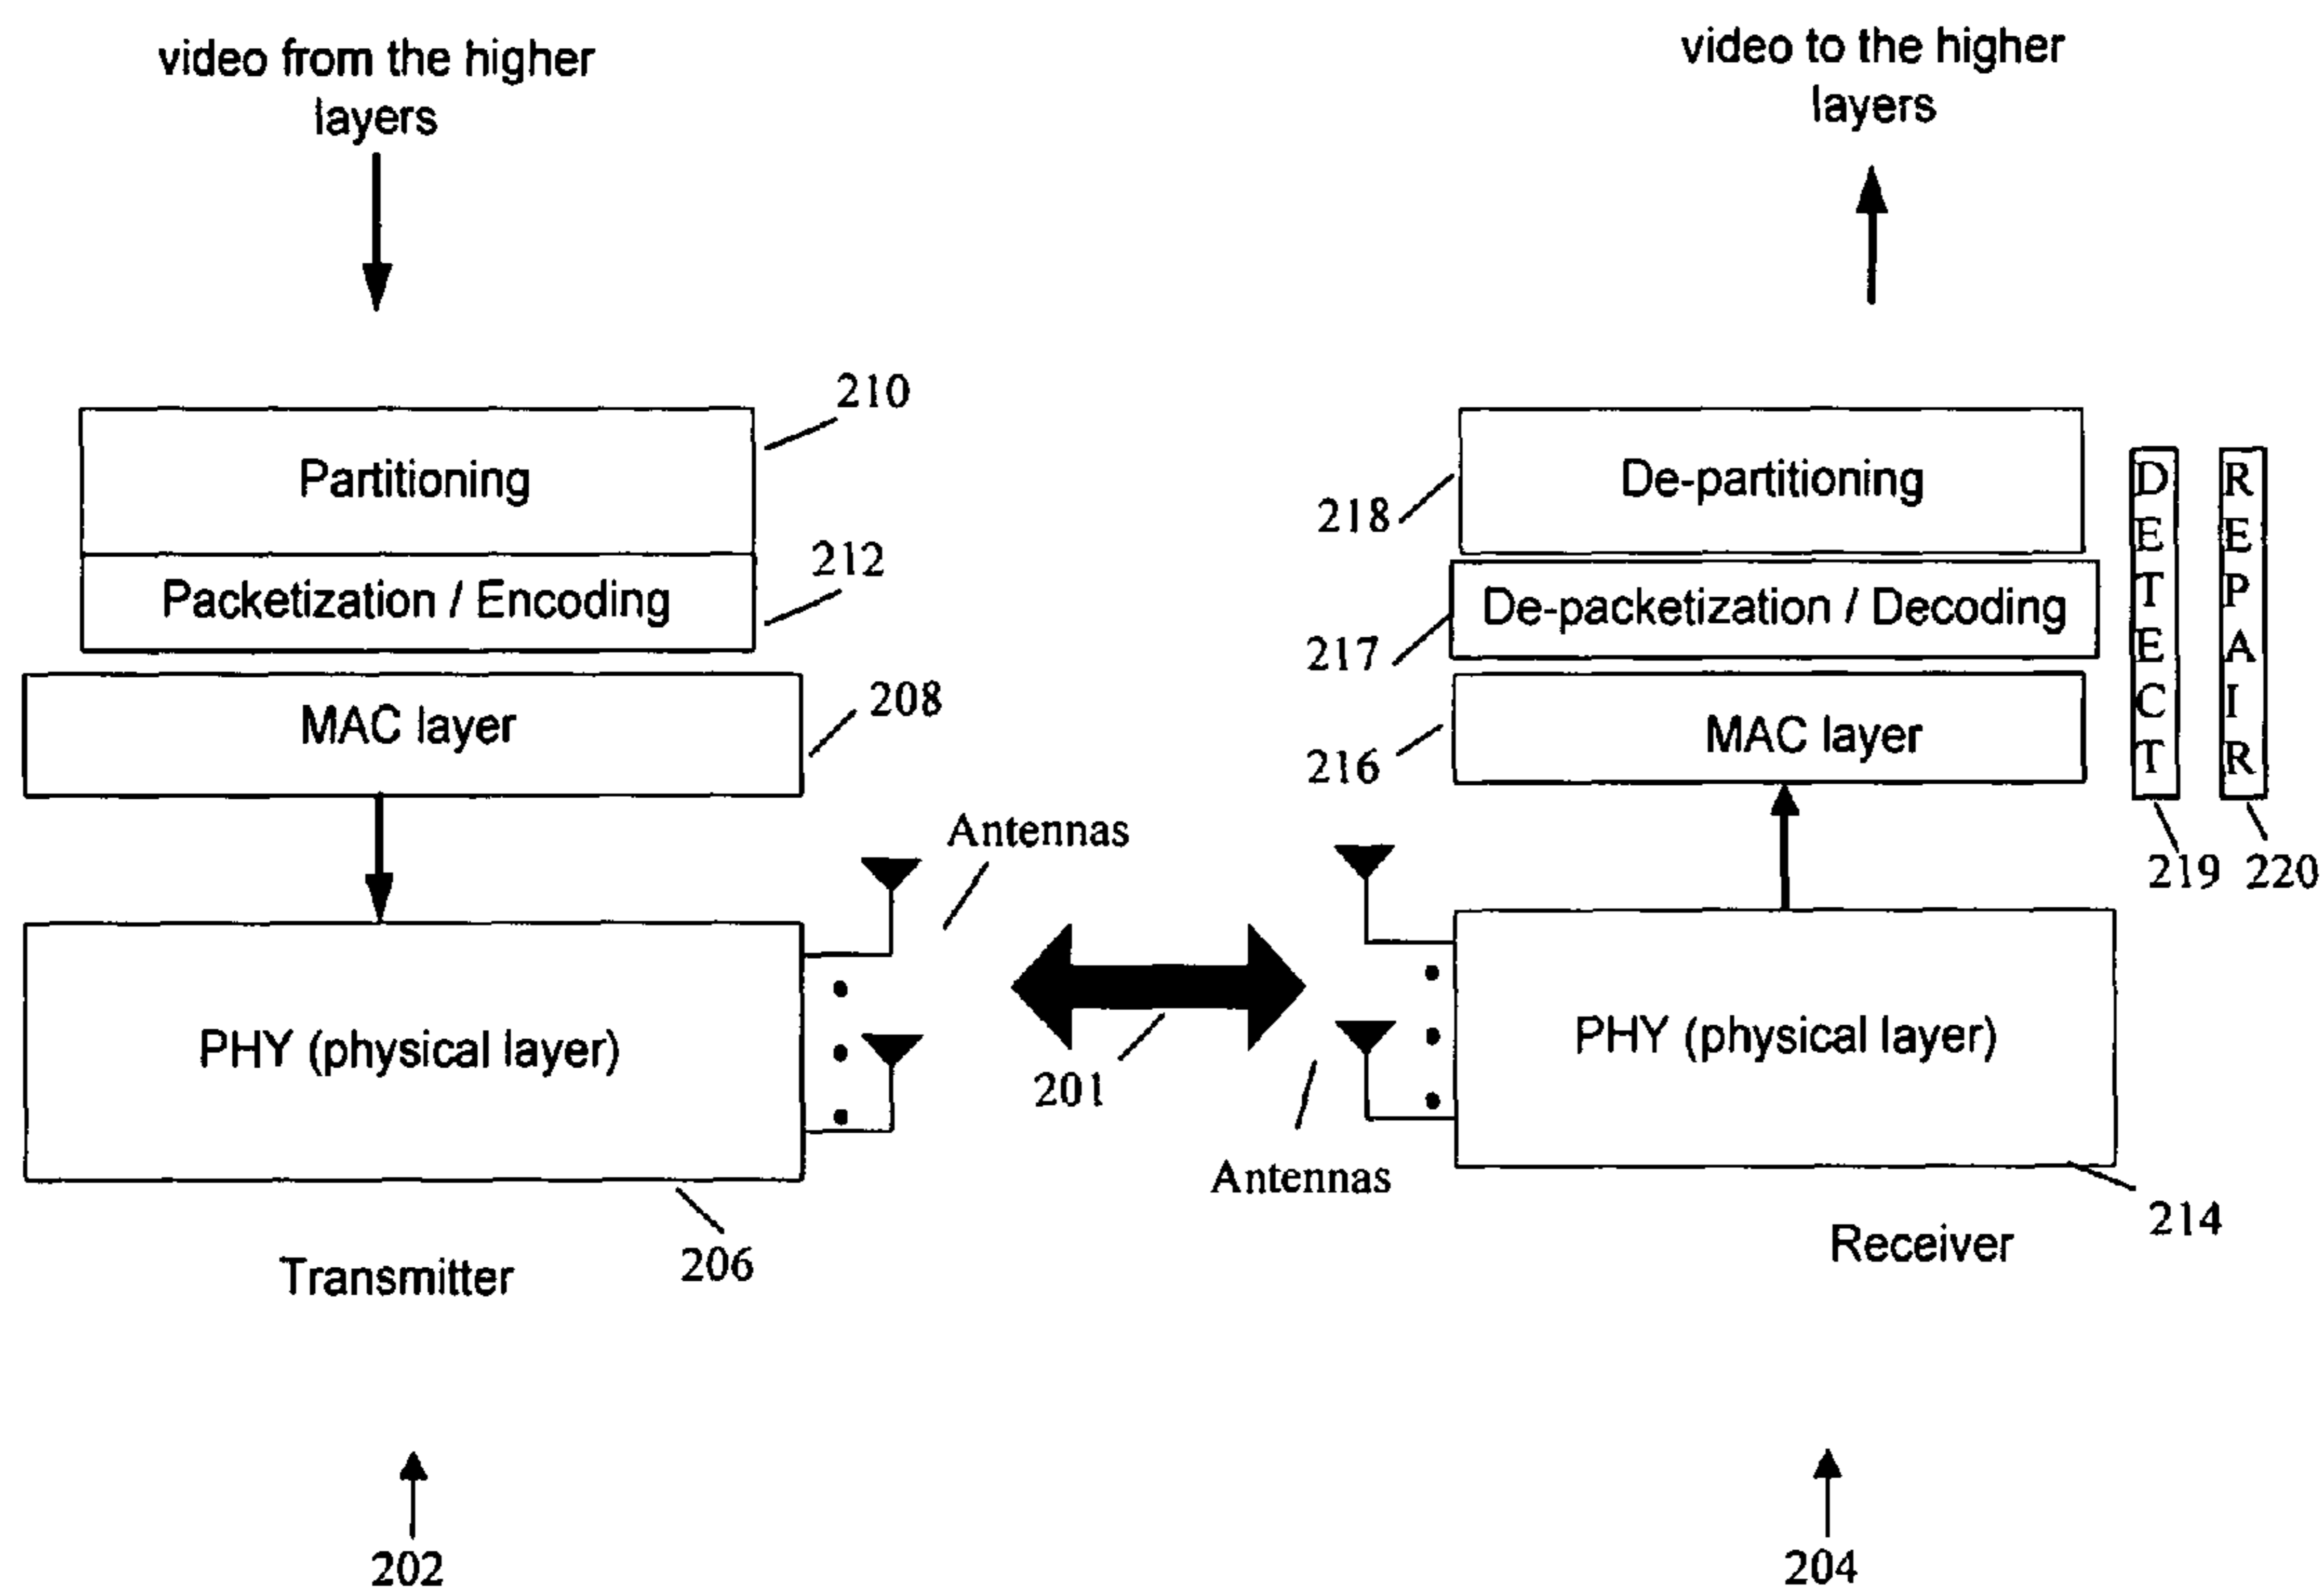 video from the higher
layers
210
Partitioning
212
Packetization / Encoding
208
MAC layer
Antennas
PHY (physical layer)
206
Transmitter
202
201
video to the higher
layers
De-partitioning
218
De-packetization / Decoding
217
MAC layer
216
DETECT
REPAIR
219
220
PHY (physical layer)
Antennas
214
Receiver
204